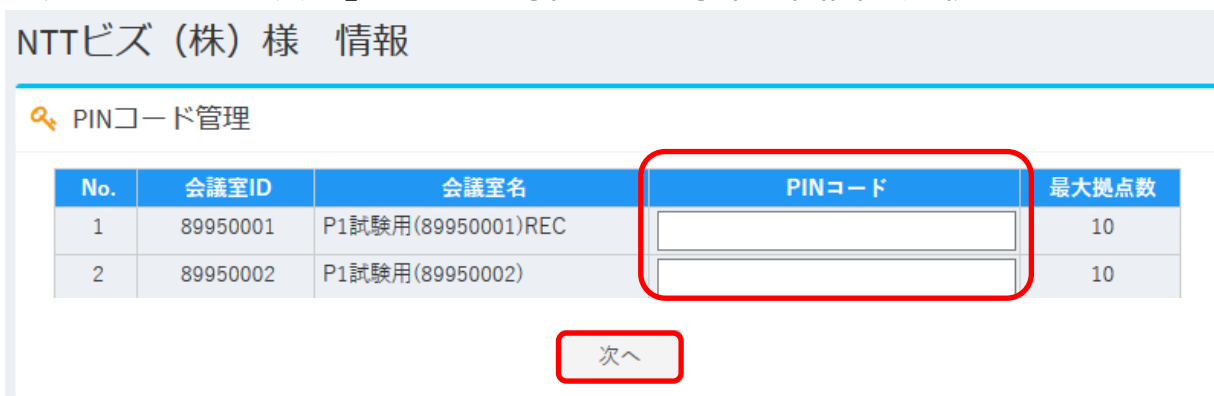 NTTビズ（株）様　情報
PINコード管理
No. 会議室ID 会議室名 PINコード 最大拠点数
1 89950001 P1試験用(89950001)REC 10
2 89950002 P1試験用(89950002) 10
次へ